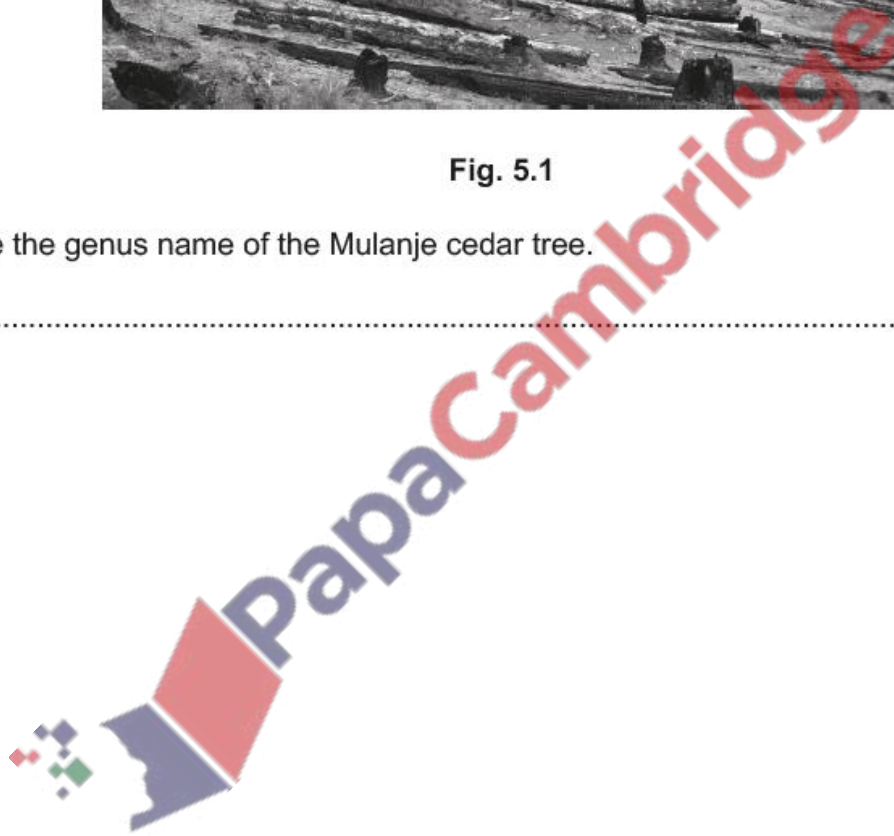 Fig. 5.1
e the genus name of the Mulanje cedar tree.
PapaCambridge